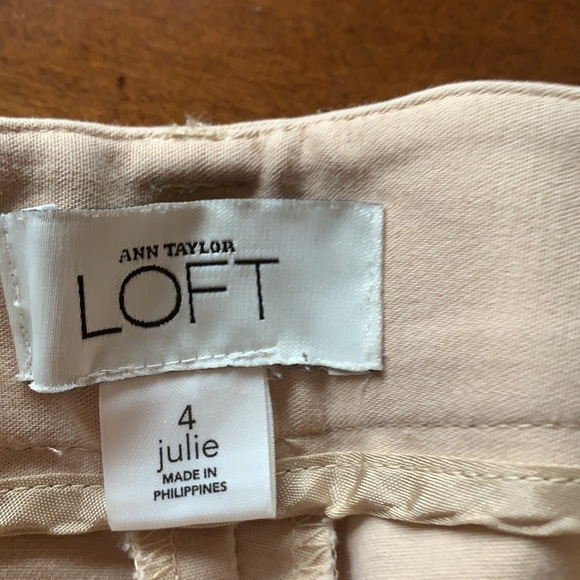 ANN TAYLOR
LOFT
4
julie
MADE IN
PHILIPPINES